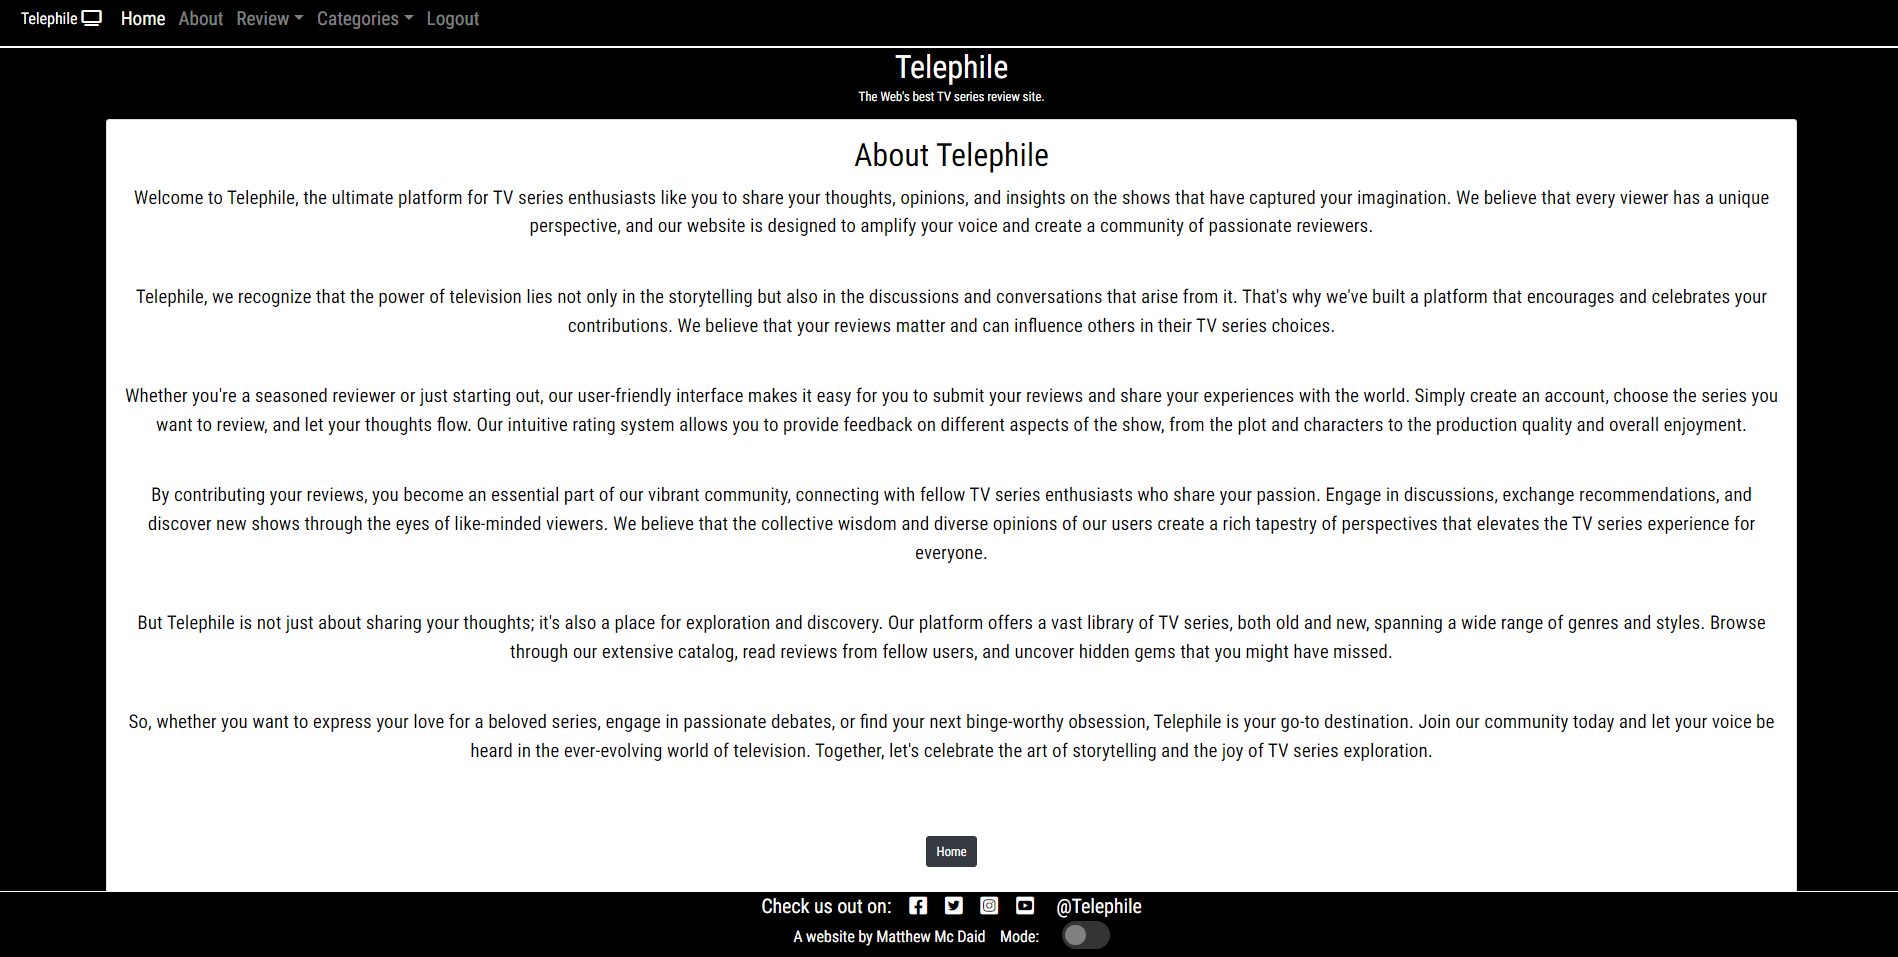 Telephile Home About Review Categories Logout
Telephile
The Web's best TV series review site.
About Telephile
Welcome to Telephile, the ultimate platform for TV series enthusiasts like you to share your thoughts, opinions, and insights on the shows that have captured your imagination. We believe that every viewer has a unique
perspective, and our website is designed to amplify your voice and create a community of passionate reviewers.
Telephile, we recognize that the power of television lies not only in the storytelling but also in the discussions and conversations that arise from it. That's why we've built a platform that encourages and celebrates your
contributions. We believe that your reviews matter and can influence others in their TV series choices.
Whether you're a seasoned reviewer or just starting out, our user-friendly interface makes it easy for you to submit your reviews and share your experiences with the world. Simply create an account, choose the series you
want to review, and let your thoughts flow. Our intuitive rating system allows you to provide feedback on different aspects of the show, from the plot and characters to the production quality and overall enjoyment.
By contributing your reviews, you become an essential part of our vibrant community, connecting with fellow TV series enthusiasts who share your passion. Engage in discussions, exchange recommendations, and
discover new shows through the eyes of like-minded viewers. We believe that the collective wisdom and diverse opinions of our users create a rich tapestry of perspectives that elevates the TV series experience for
everyone.
But Telephile is not just about sharing your thoughts; it's also a place for exploration and discovery. Our platform offers a vast library of TV series, both old and new, spanning a wide range of genres and styles. Browse
through our extensive catalog, read reviews from fellow users, and uncover hidden gems that you might have missed.
So, whether you want to express your love for a beloved series, engage in passionate debates, or find your next binge-worthy obsession, Telephile is your go-to destination. Join our community today and let your voice be
heard in the ever-evolving world of television. Together, let's celebrate the art of storytelling and the joy of TV series exploration.
Home
Check us out on: @Telephile
A website by Matthew Mc Daid Mode: